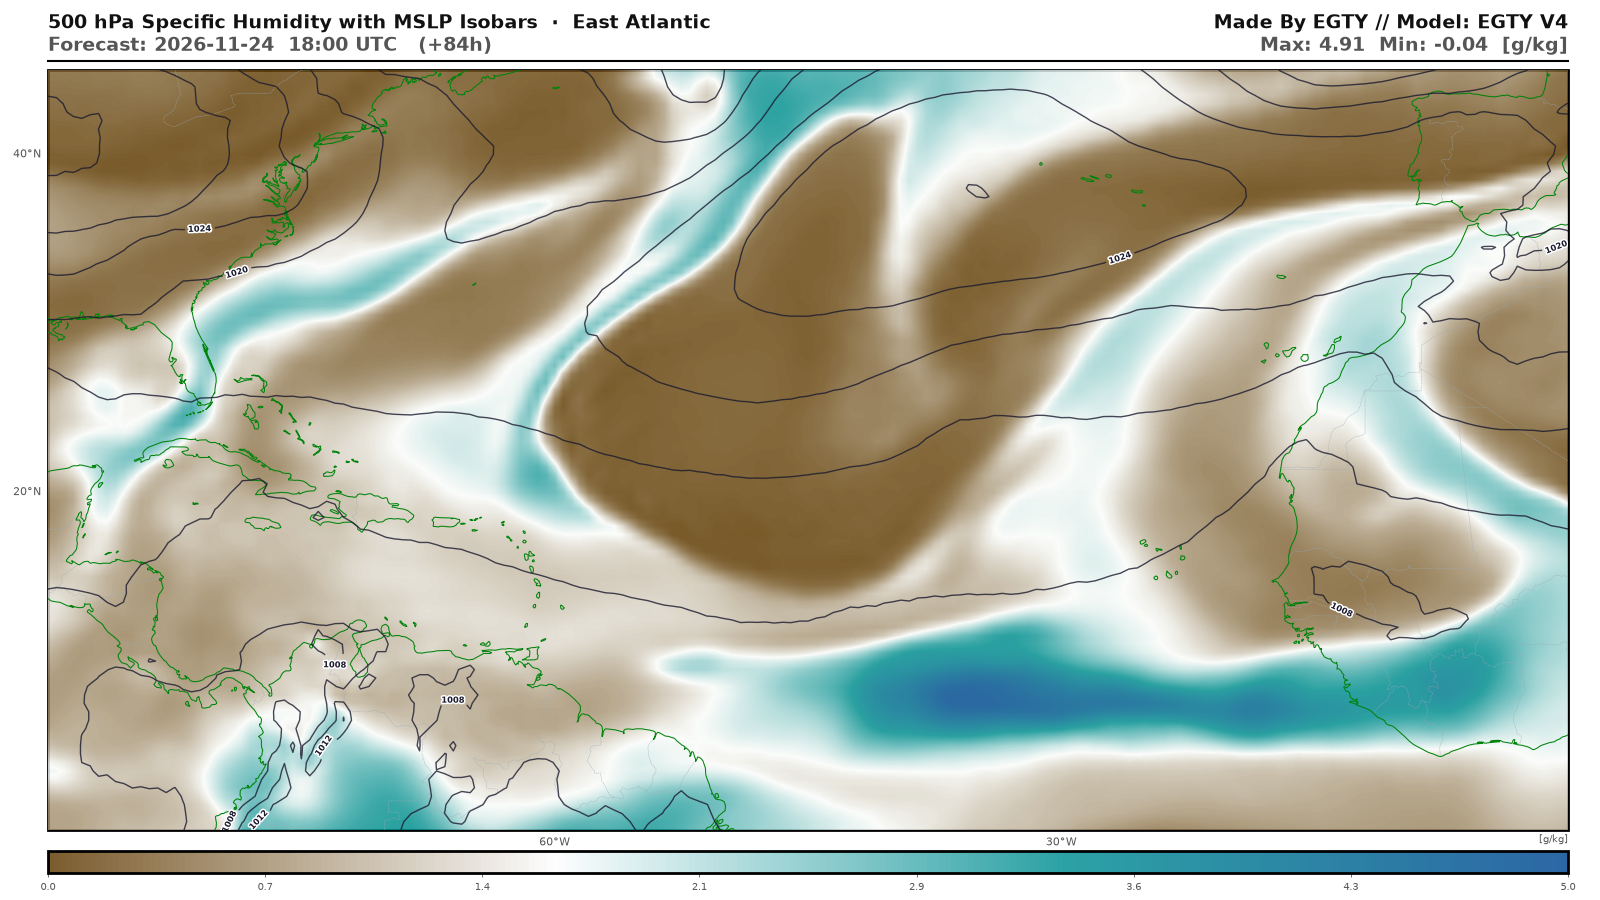 500 hPa Specific Humidity with MSLP Isobars · East Atlantic
Made By EGTY // Model: EGTY V4
Forecast: 2026-11-24 18:00 UTC (+84h)
Max: 4.91 Min: -0.04 [g/kg]
40°N
1024
1020
1024
1020
20°N
1008
1008
1008
1012
1008
1012
60°W
30°W
[g/kg]
0.0
0.7
1.4
2.1
2.9
3.6
4.3
5.0